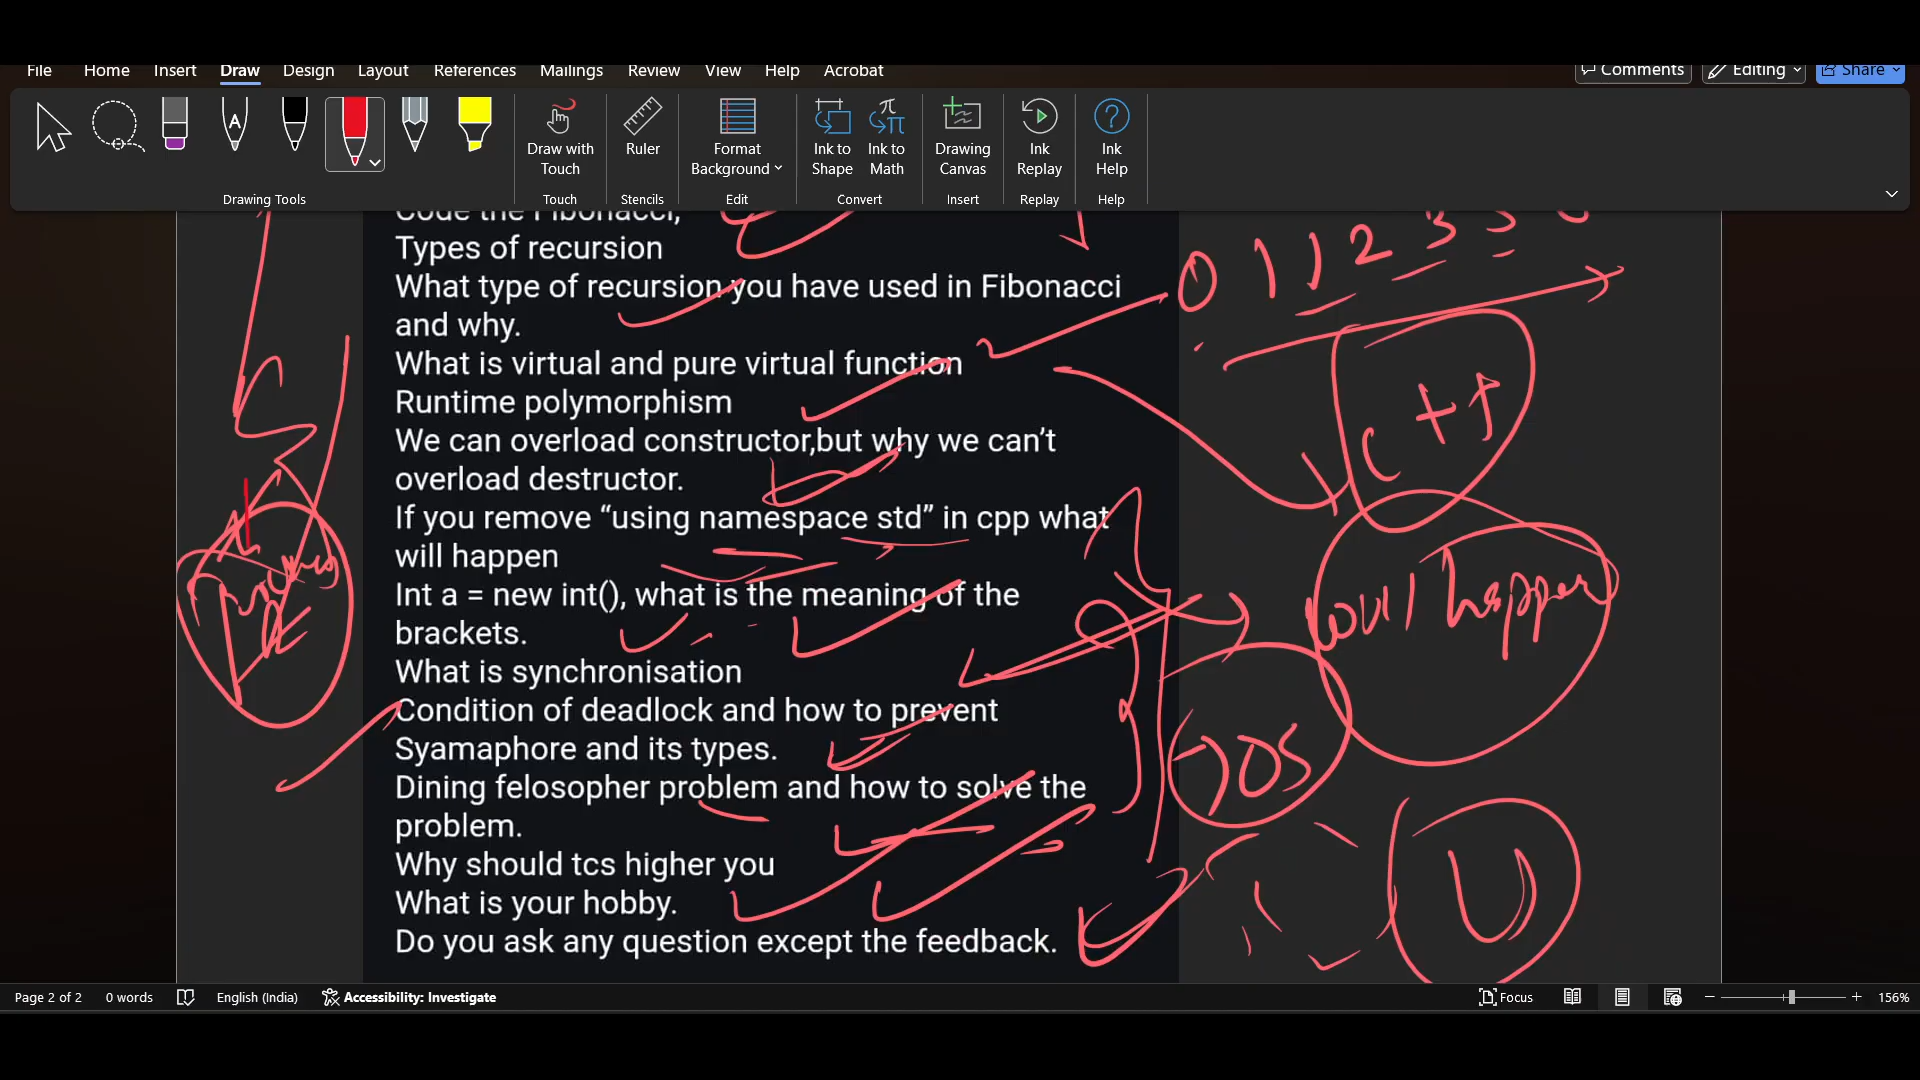 File Home Insert Draw Design Layout References Mailings Review View Help Acrobat Comments Editing Share
A
Draw with Touch
Ruler
Format Background
Ink to Shape
Ink to Math
Drawing Canvas
Ink Replay
Ink Help
Drawing Tools Touch Stencils Edit Convert Insert Replay Help
Code the Fibonacci,
Types of recursion
What type of recursion you have used in Fibonacci
and why.
What is virtual and pure virtual function
Runtime polymorphism
We can overload constructor,but why we can't
overload destructor.
If you remove “using namespace std” in cpp what
will happen
Int a = new int(), what is the meaning of the
brackets.
What is synchronisation
Condition of deadlock and how to prevent
Syamaphore and its types.
Dining felosopher problem and how to solve the
problem.
Why should tcs higher you
What is your hobby.
Do you ask any question except the feedback.
0 1 1 2 3 5
C++
will happen
OS
U
Page 2 of 2 0 words English (India) Accessibility: Investigate Focus 156%